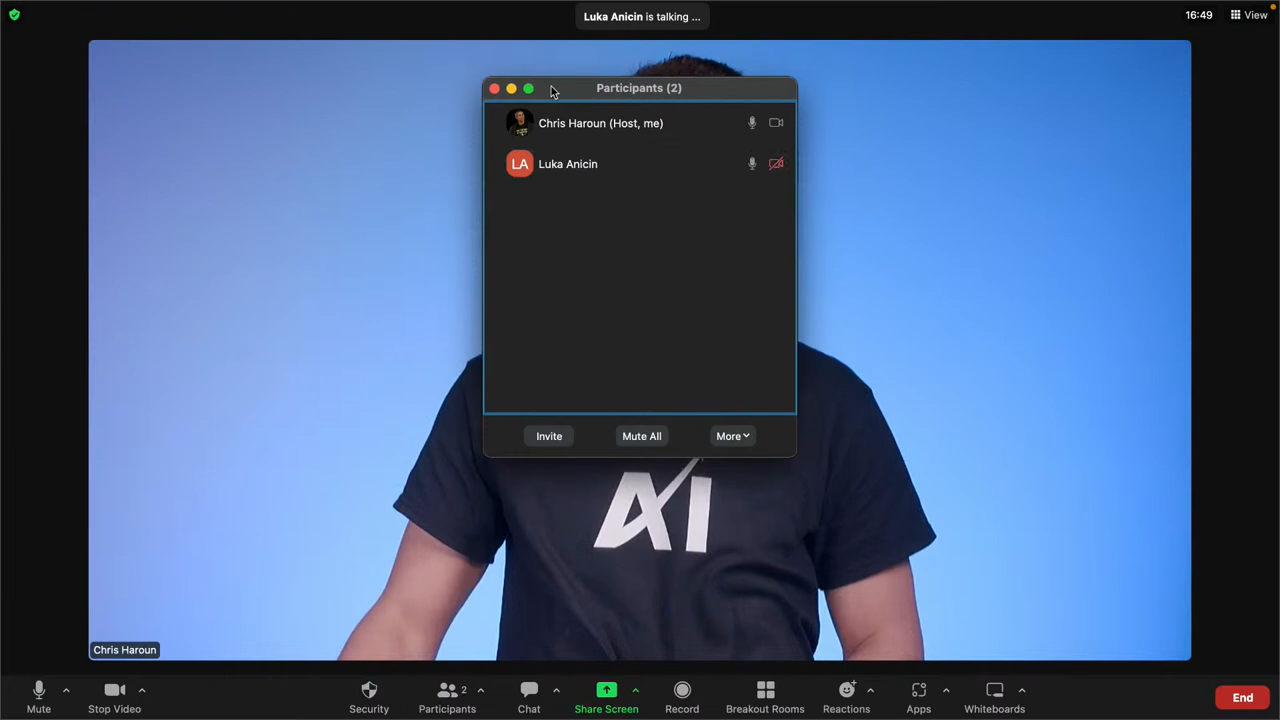 Luka Anicin is talking ...
16:49
View
Participants (2)
Chris Haroun (Host, me)
LA
Luka Anicin
Invite
Mute All
More
AI
Chris Haroun
Mute
Stop Video
Security
2
Participants
Chat
Share Screen
Record
Breakout Rooms
Reactions
Apps
Whiteboards
End